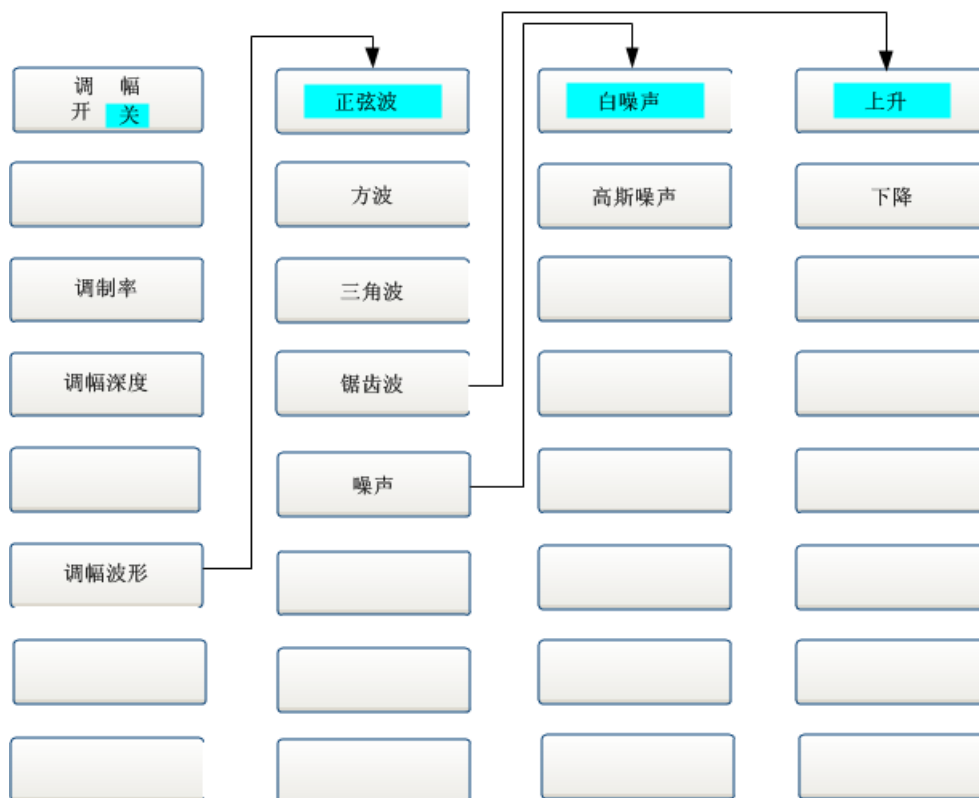 调 幅
开 关
调制率
调幅深度
调幅波形
正弦波
方波
三角波
锯齿波
噪声
白噪声
高斯噪声
上升
下降